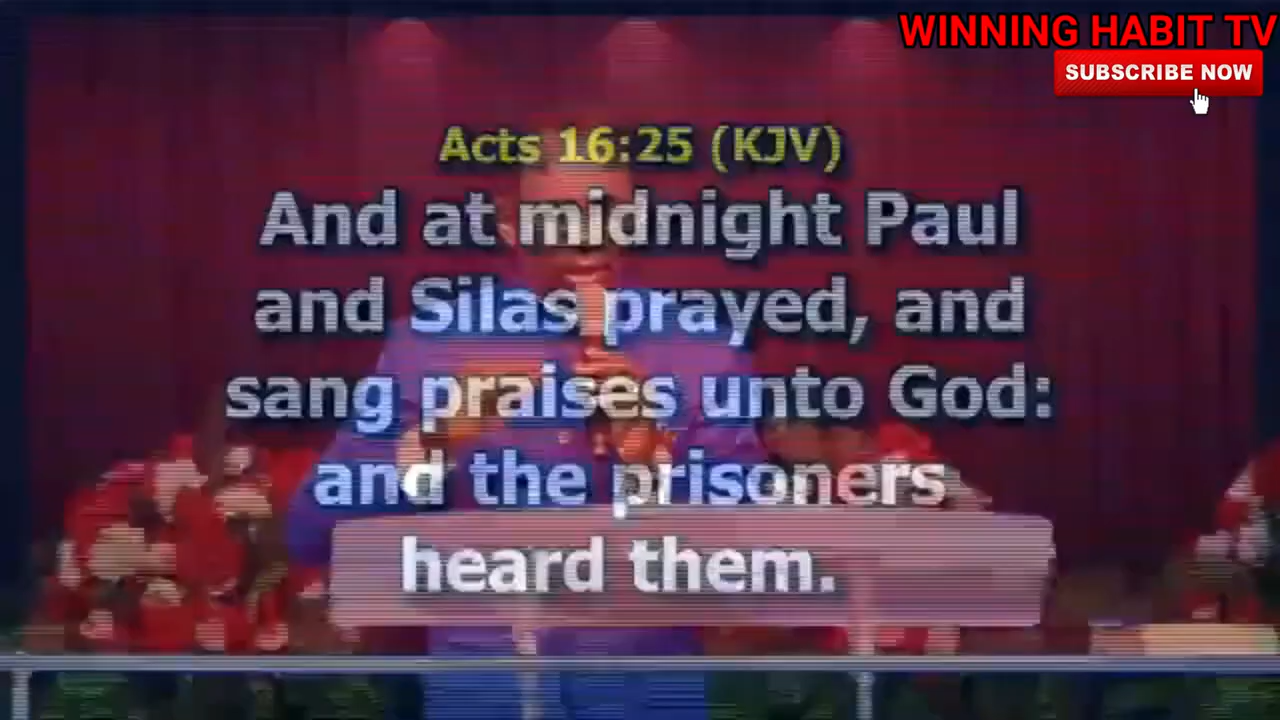 WINNING HABIT TV
SUBSCRIBE NOW
Acts 16:25 (KJV)
And at midnight Paul
and Silas prayed, and
sang praises unto God:
and the prisoners
heard them.